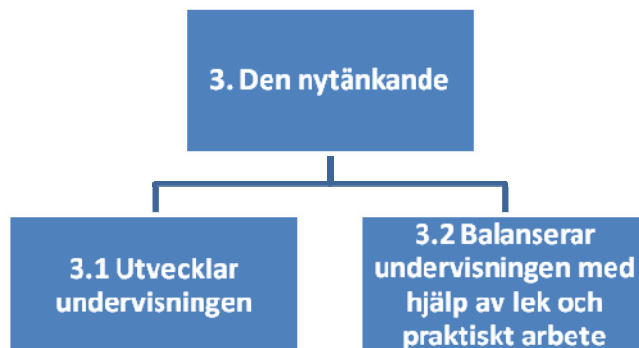 3. Den nytänkande
3.1 Utvecklar
undervisningen
3.2 Balanserar
undervisningen med
hjälp av lek och
praktiskt arbete